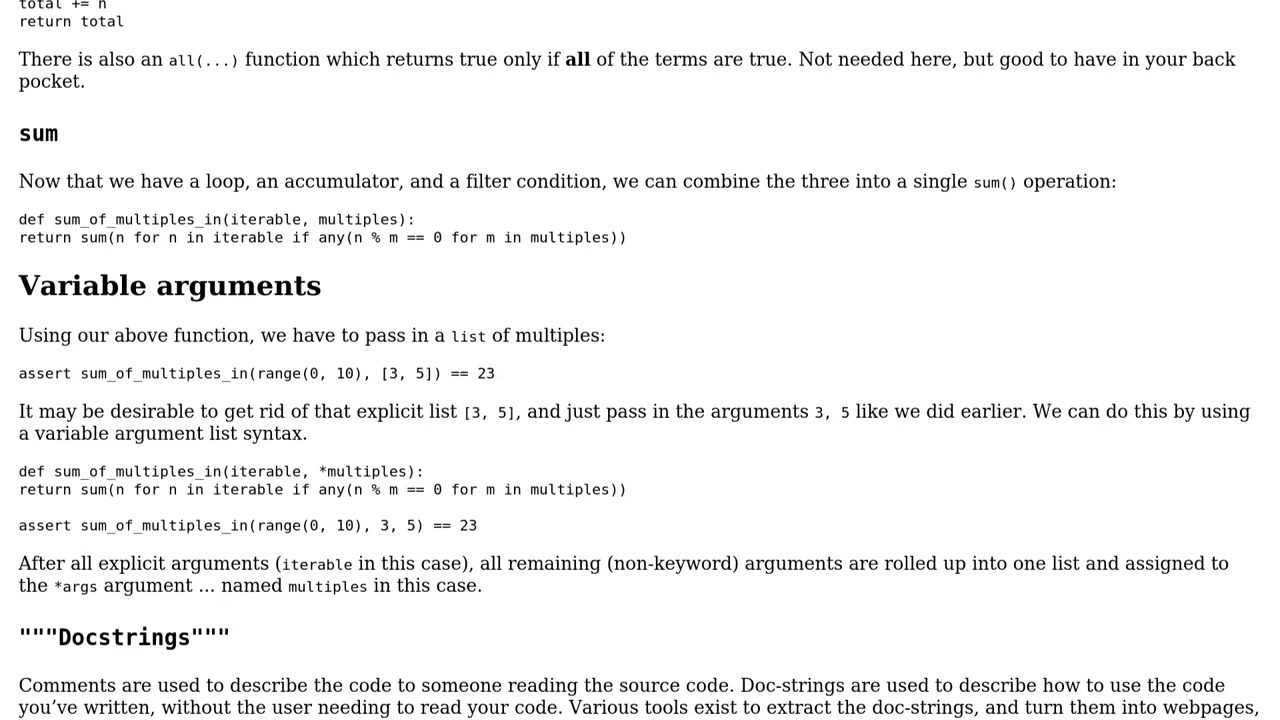 total += n
return total
There is also an all(...) function which returns true only if all of the terms are true. Not needed here, but good to have in your back
pocket.
sum
Now that we have a loop, an accumulator, and a filter condition, we can combine the three into a single sum() operation:
def sum_of_multiples_in(iterable, multiples):
return sum(n for n in iterable if any(n % m == 0 for m in multiples))
Variable arguments
Using our above function, we have to pass in a list of multiples:
assert sum_of_multiples_in(range(0, 10), [3, 5]) == 23
It may be desirable to get rid of that explicit list [3, 5], and just pass in the arguments 3, 5 like we did earlier. We can do this by using
a variable argument list syntax.
def sum_of_multiples_in(iterable, *multiples):
return sum(n for n in iterable if any(n % m == 0 for m in multiples))
assert sum_of_multiples_in(range(0, 10), 3, 5) == 23
After all explicit arguments (iterable in this case), all remaining (non-keyword) arguments are rolled up into one list and assigned to
the *args argument … named multiples in this case.
"""Docstrings"""
Comments are used to describe the code to someone reading the source code. Doc-strings are used to describe how to use the code
you’ve written, without the user needing to read your code. Various tools exist to extract the doc-strings, and turn them into webpages,